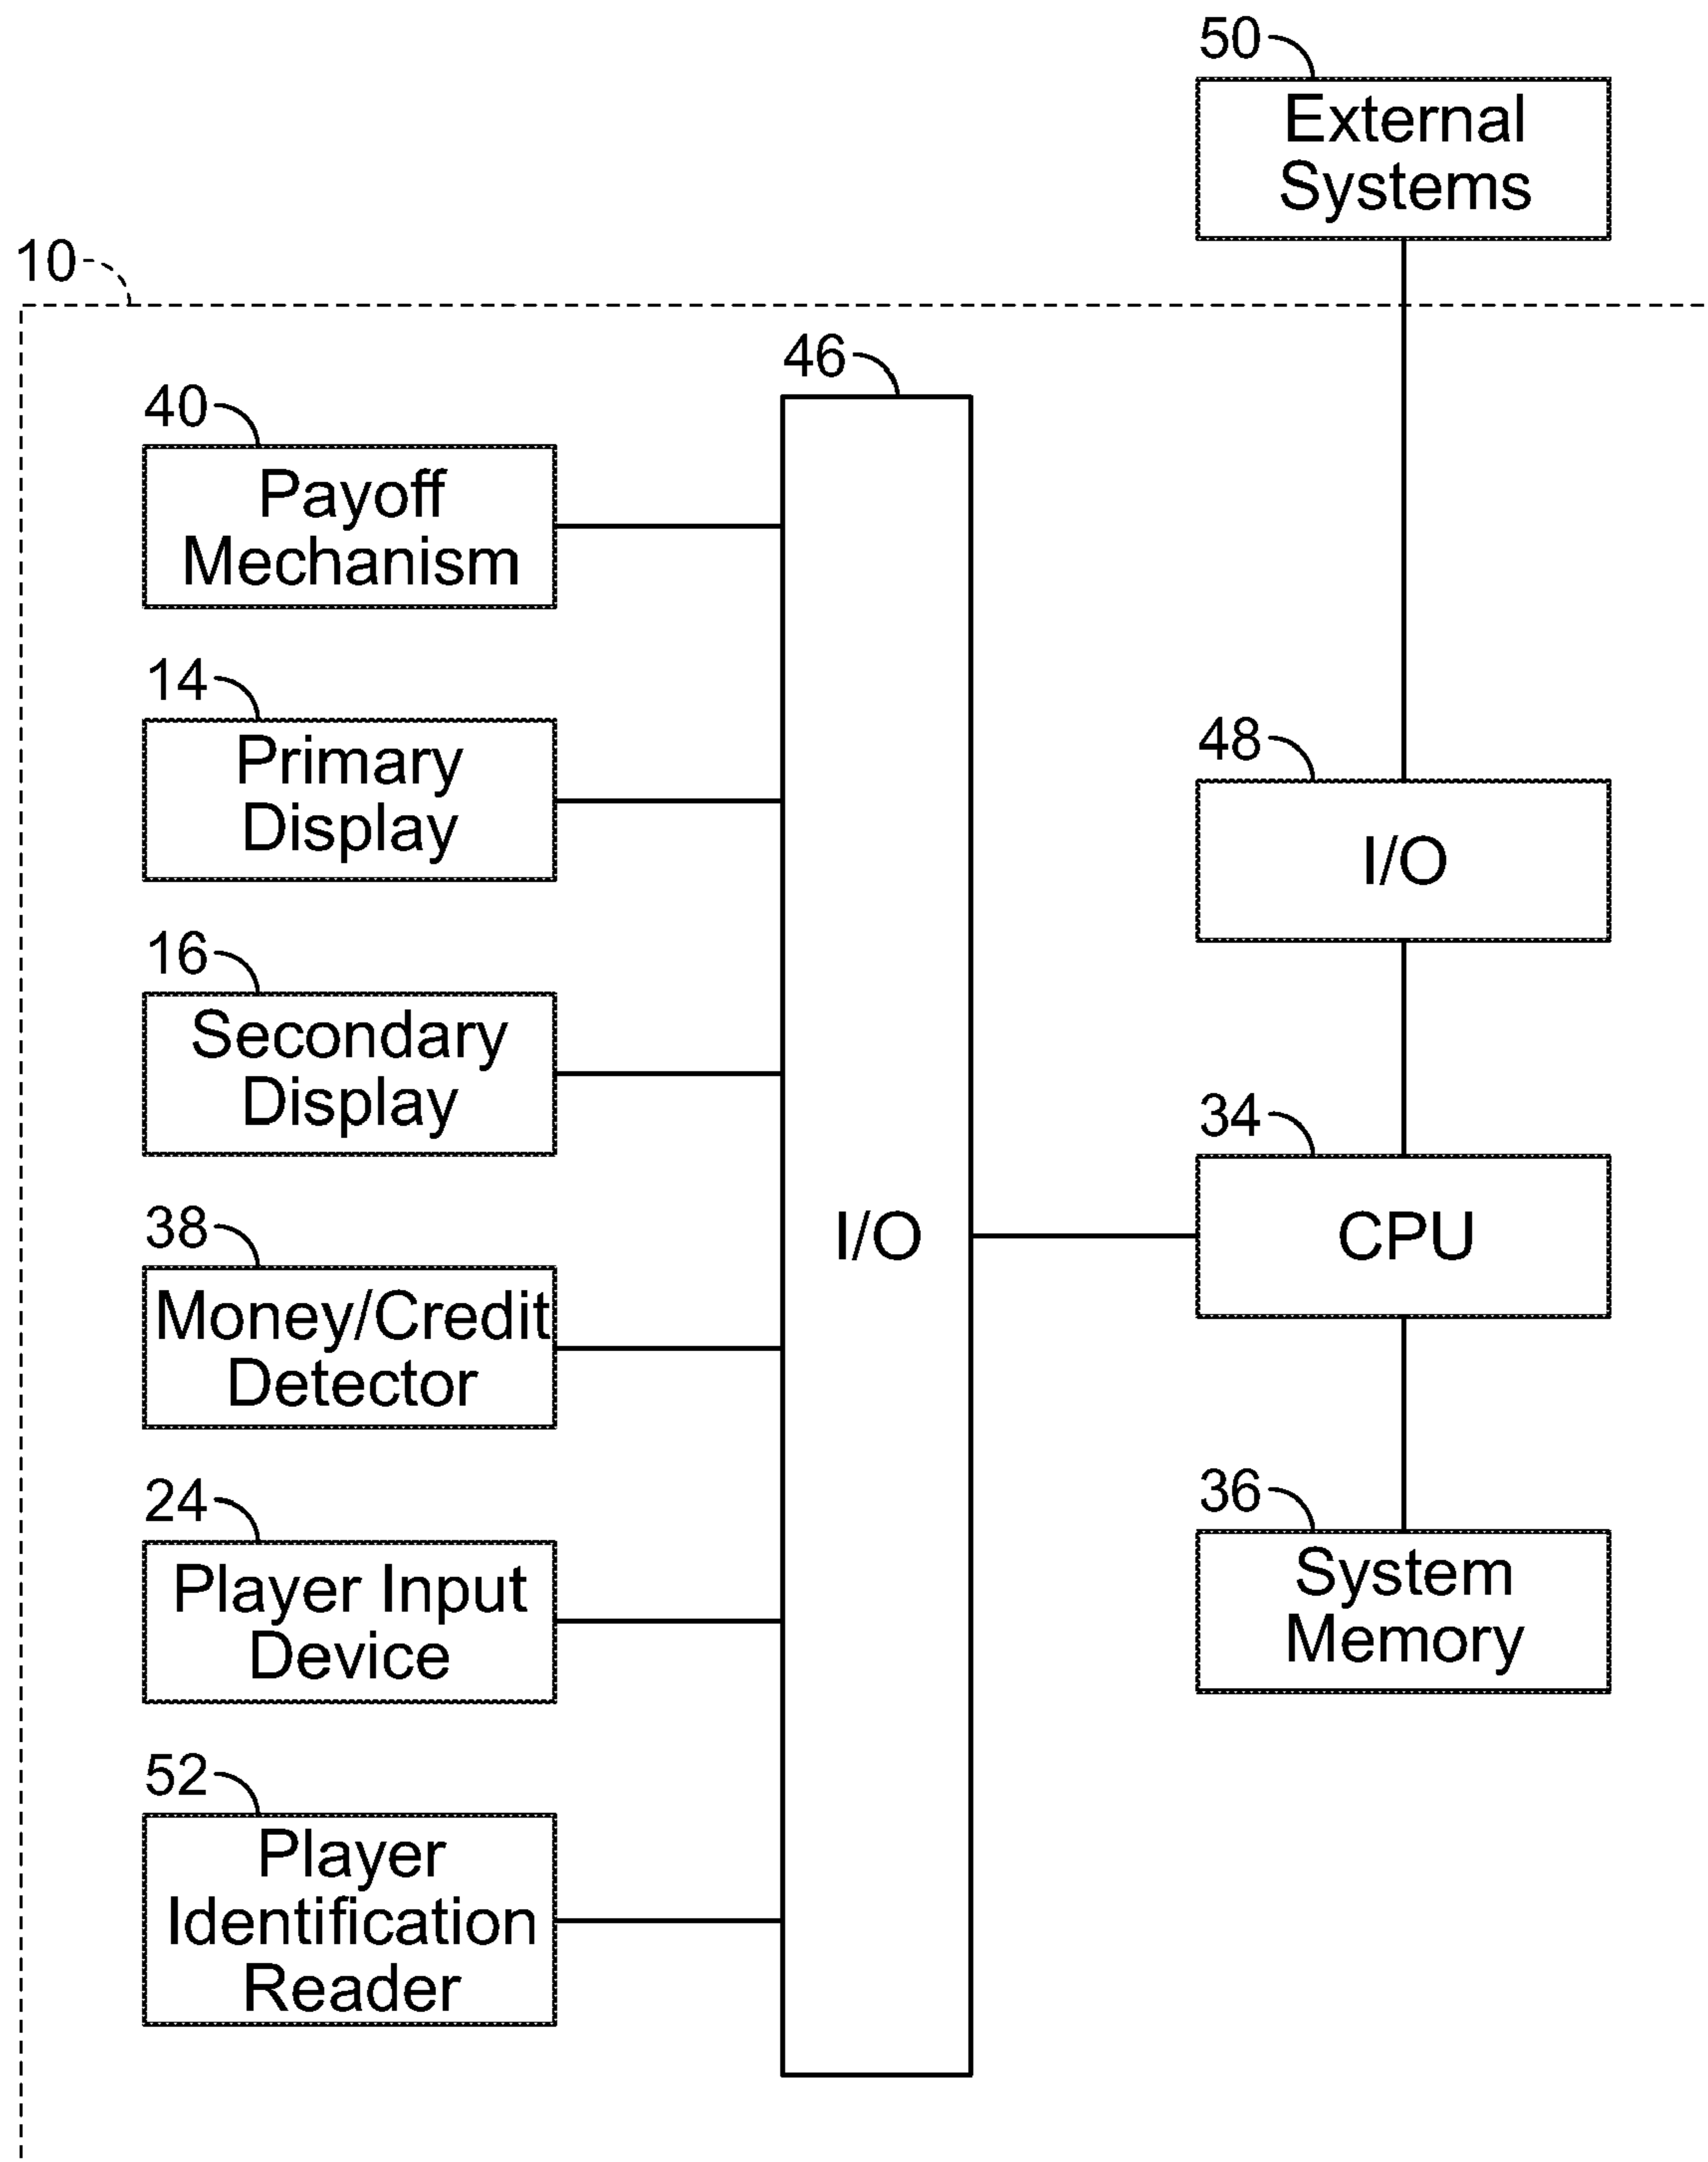 50
External
Systems
10
46
40
Payoff
Mechanism
14
Primary
Display
48
I/O
16
Secondary
Display
34
CPU
I/O
38
Money/Credit
Detector
24
Player Input
Device
36
System
Memory
52
Player
Identification
Reader